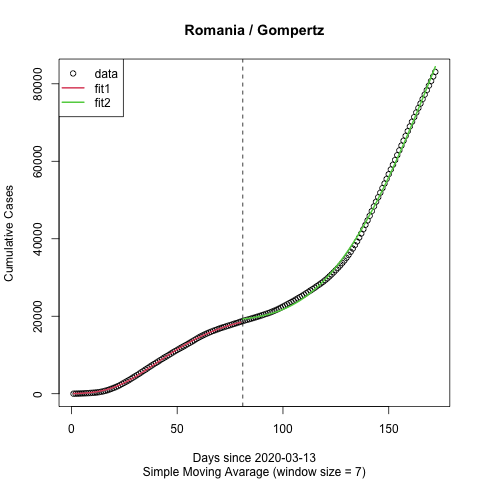 Romania / Gompertz
data
fit1
fit2
Cumulative Cases
80000
60000
40000
20000
0
0 50 100 150
Days since 2020-03-13
Simple Moving Avarage (window size = 7)